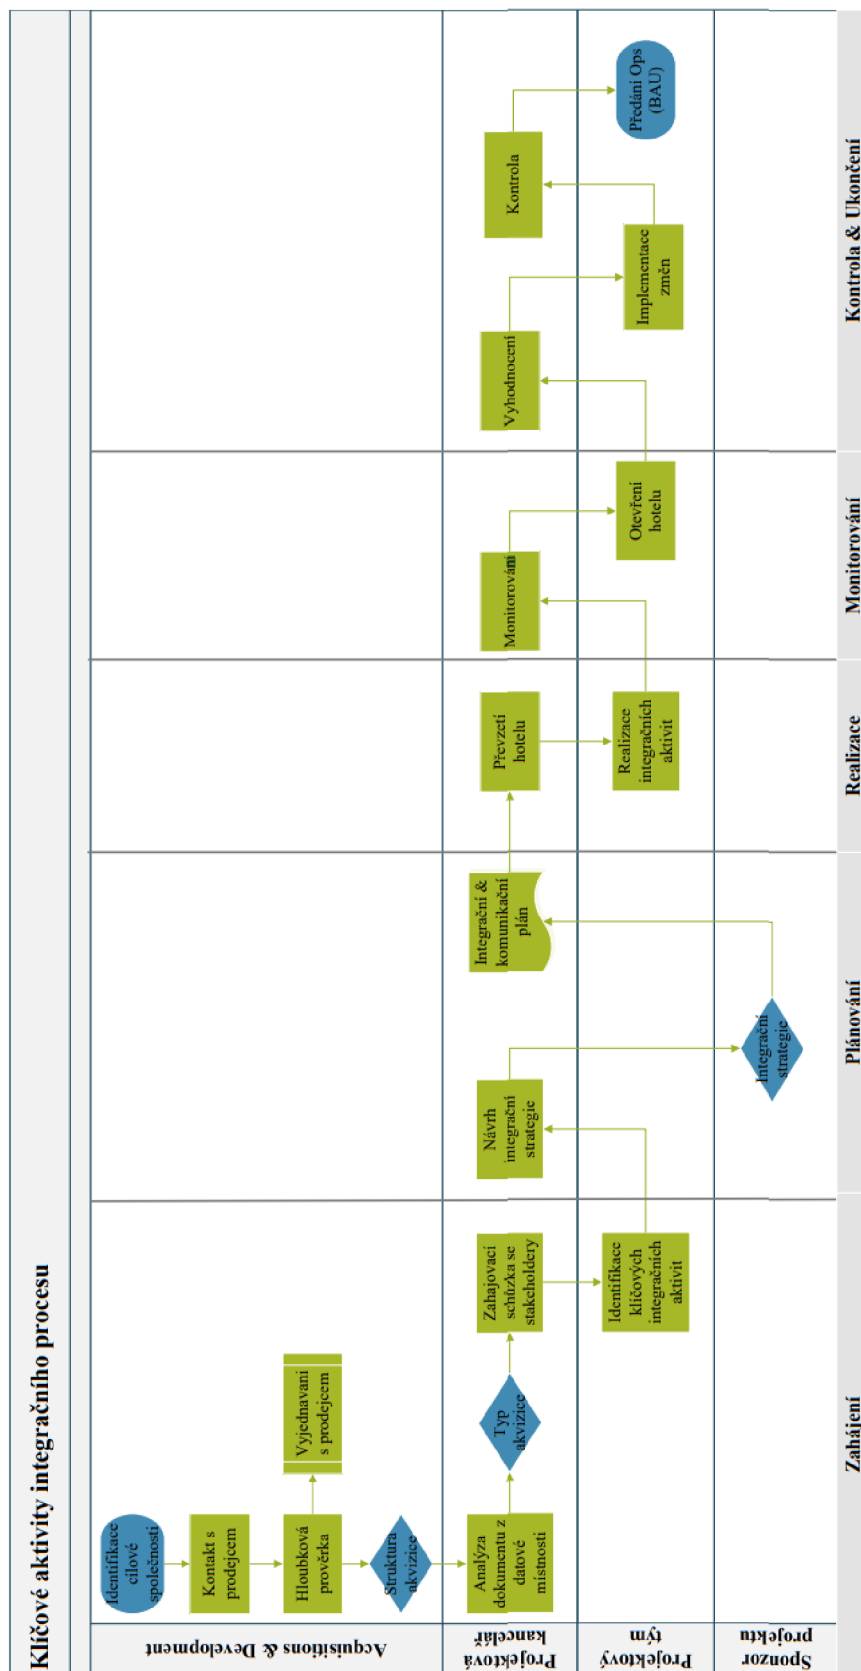 Klíčové aktivity integračního procesu
Acquisitions & Development
Identifikace
cílové
společnosti
Kontakt s
prodejcem
Hloubková
prověrka
Vyjednavani
s prodejcem
Struktura
akvizice
Projektová
kancelář
Analýza
dokumentu z
datové
místnosti
Typ
akvizice
Zahajovací
schůzka se
stakeholdery
Návrh
integrační
strategie
Integrační &
komunikační
plán
Převzetí
hotelu
Monitorování
Vyhodnocení
Kontrola
Projektový
tým
Identifikace
klíčových
integračních
aktivit
Realizace
integračních
aktivit
Otevření
hotelu
Implementace
změn
Předání Ops
(BAU)
Sponzor
projektu
Integrační
strategie
Zahájení
Plánování
Realizace
Monitorování
Kontrola & Ukončení